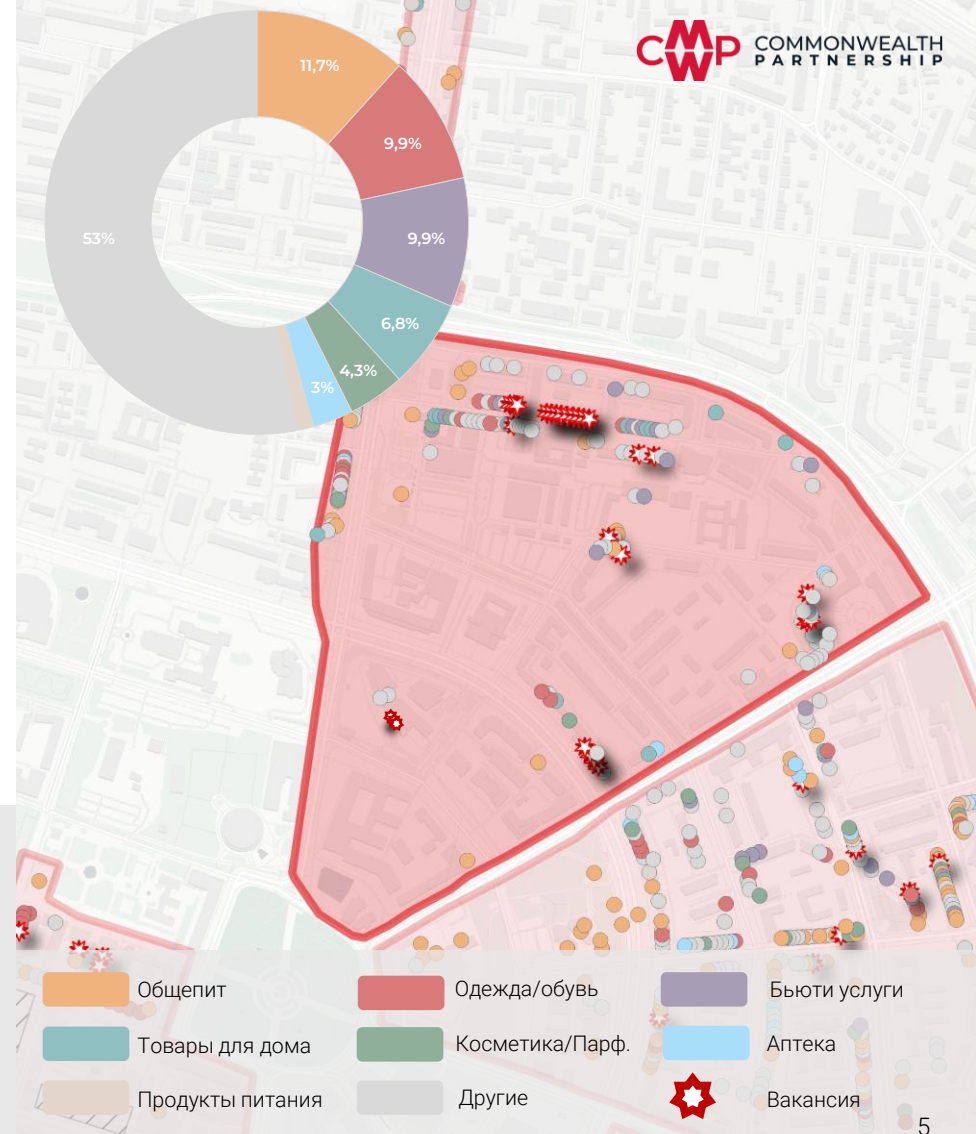 COMMONWEALTH
PARTNERSHIP
CMWP
11,7%
9,9%
9,9%
6,8%
4,3%
3%
53%
Общепит
Одежда/обувь
Бьюти услуги
Товары для дома
Косметика/Парф.
Аптека
Продукты питания
Другие
Вакансия
5